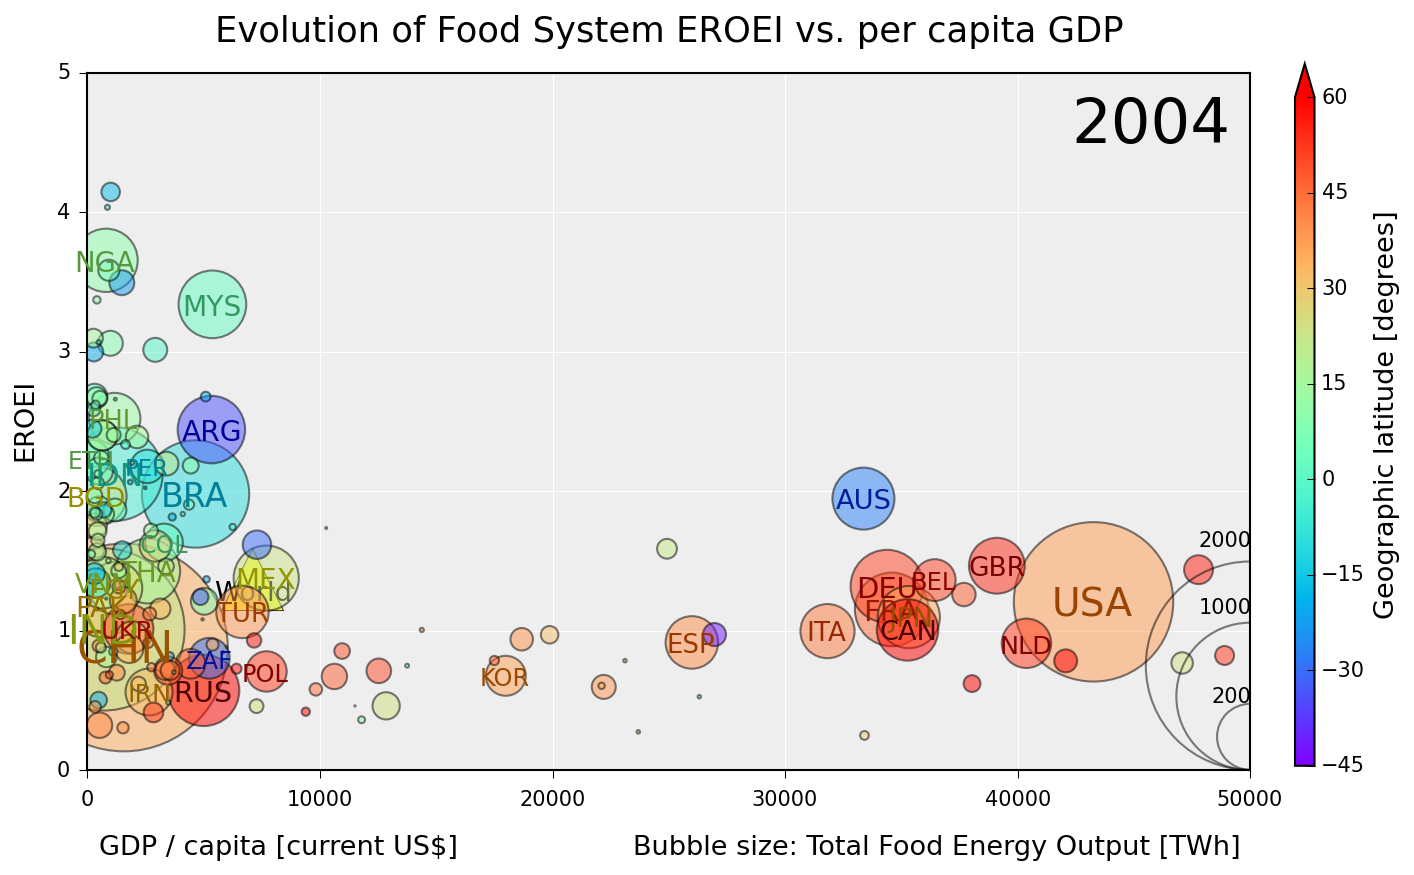 Evolution of Food System EROEI vs. per capita GDP
2004
EROEI
5
4
3
2
1
0
0
10000
20000
30000
40000
50000
GDP / capita [current US$]
Bubble size: Total Food Energy Output [TWh]
60
45
30
15
0
−15
−30
−45
Geographic latitude [degrees]
NGA
MYS
PHL
ARG
ETH
IDN
PER
BGD
BRA
AUS
COL
2000
THA
MEX
World
DEU
BEL
GBR
USA
1000
PAK
TUR
FRA
IND
UKR
CHN
ITA
CAN
ESP
NLD
ZAF
POL
KOR
IRN
RUS
200